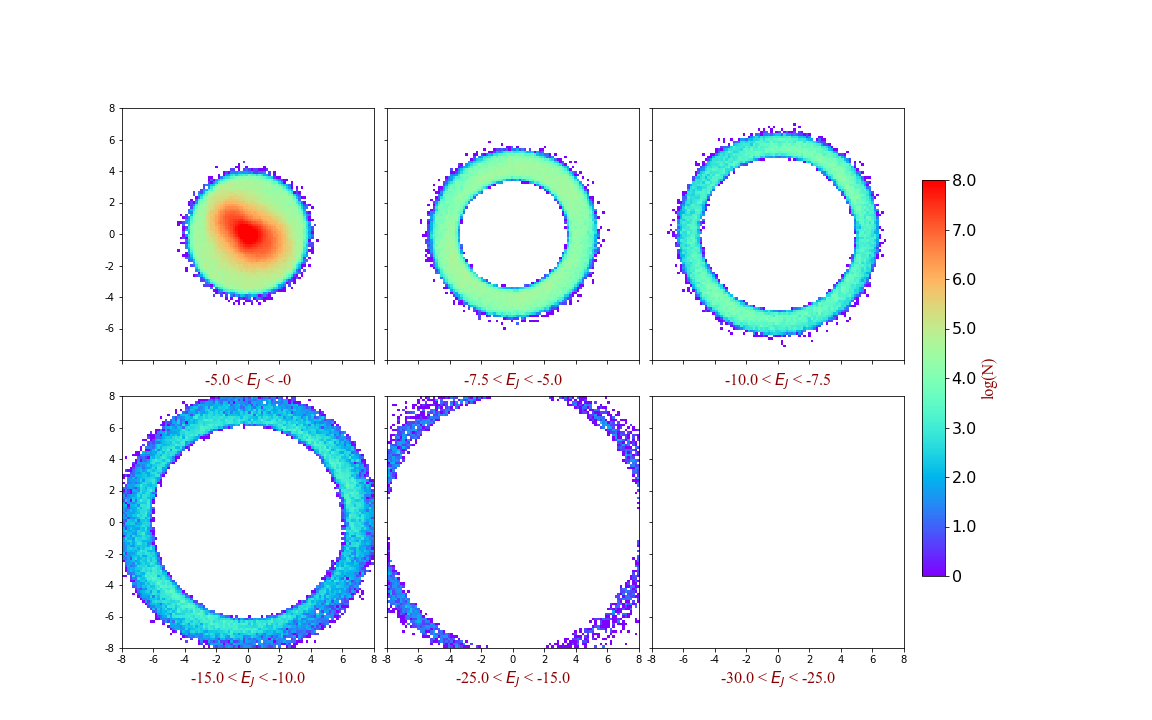 8
6
4
2
0
-2
-4
-6
-5.0 < E_J < -0
-7.5 < E_J < -5.0
-10.0 < E_J < -7.5
8
6
4
2
0
-2
-4
-6
-8
-8 -6 -4 -2 0 2 4 6
-8 -6 -4 -2 0 2 4 6 8
-8 -6 -4 -2 0 2 4 6 8
-15.0 < E_J < -10.0
-25.0 < E_J < -15.0
-30.0 < E_J < -25.0
8.0
7.0
6.0
5.0
4.0
3.0
2.0
1.0
0
log(N)